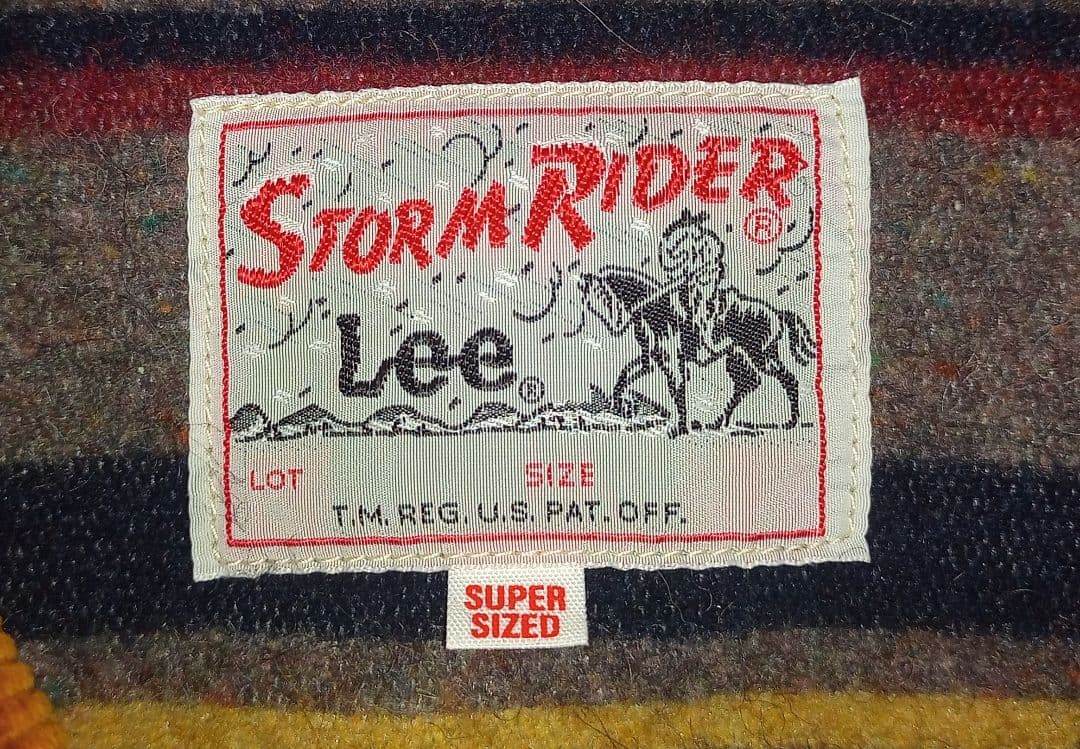 STORM RIDER ®
Lee ®
LOT SIZE
T.M. REG. U.S. PAT. OFF.
SUPER
SIZED